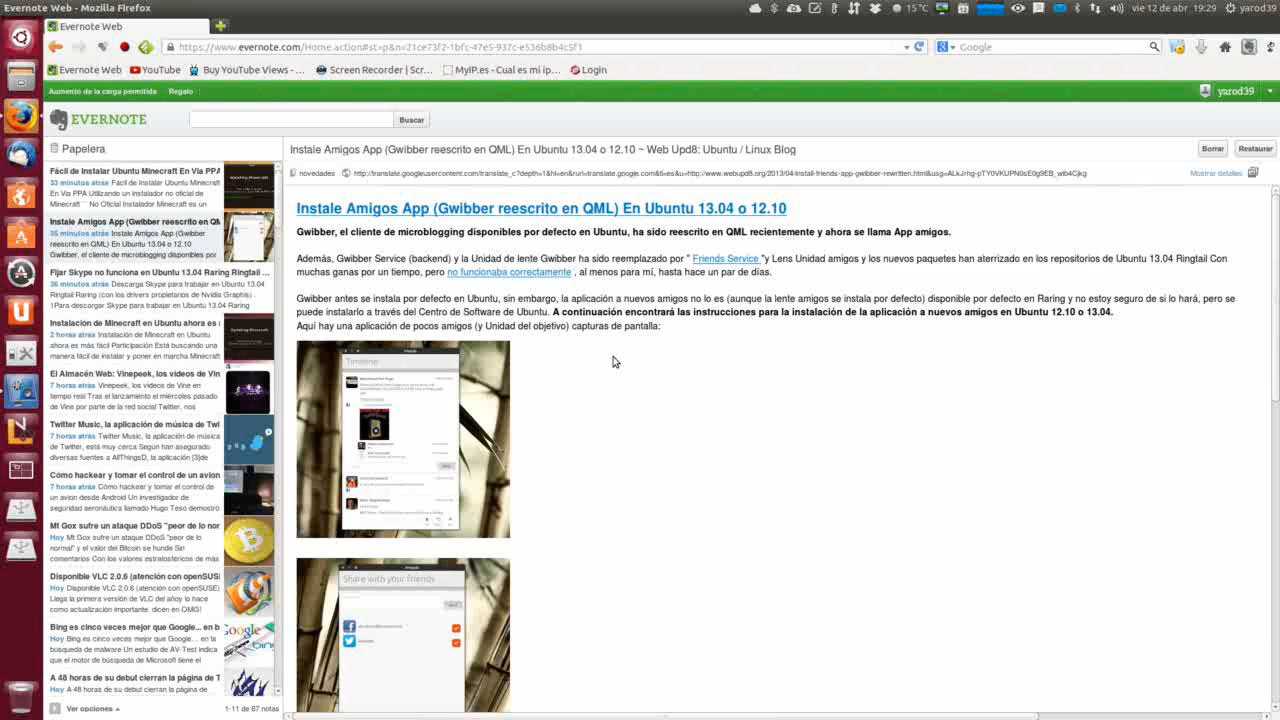 Evernote Web - Mozilla Firefox
15°C
vie 12 de abr 19:29
yarod39
Evernote Web
https://www.evernote.com/Home.action#st=p&n=21ce73f2-1bfc-47e5-937c-e536b8b4c5f1
Google
Evernote Web
YouTube
Buy YouTube Views - ...
Screen Recorder | Scr...
MyIP.es - Cual es mi ip...
Login
Aumento de la carga permitida
Regalo
yarod39
EVERNOTE
Buscar
Papelera
Instale Amigos App (Gwibber reescrito en QML) En Ubuntu 13.04 o 12.10 ~ Web Upd8: Ubuntu / Linux Blog
Borrar
Restaurar
novedades
http://translate.googleusercontent.com/translate_c?depth=1&hl=en&rurl=translate.google.com&sl=es&u=http://www.webupd8.org/2013/04/install-friends-app-gwibber-rewritten.html&usg=
Mostrar detalles
Fácil de Instalar Ubuntu Minecraft En Via PPA
33 minutos atrás Fácil de Instalar Ubuntu Minecraft
En Via PPA Utilizando un instalador no oficial de
Minecraft ``` No Oficial Instalador Minecraft es un
Instale Amigos App (Gwibber reescrito en QM
35 minutos atrás Instale Amigos App (Gwibber
reescrito en QML) En Ubuntu 13.04 o 12.10
Gwibber, el cliente de microblogging disponibles por
Fijar Skype no funciona en Ubuntu 13.04 Raring Ringtail ...
36 minutos atrás Descarga Skype para trabajar en Ubuntu 13.04
Raring Ringtail (con los drivers propietarios de Nvidia Graphis) .
1Para descargar Skype para trabajar en Ubuntu 13.04 Raring
Instalación de Minecraft en Ubuntu ahora es
2 horas atrás Instalación de Minecraft en Ubuntu
ahora es más fácil Participación Está buscando una
manera fácil de instalar y poner en marcha Minecraft
El Almacén Web: Vinepeek, los videos de Vin
7 horas atrás Vinepeek, los videos de Vine en
tiempo real Tras el lanzamiento el miércoles pasado
de Vine por parte de la red social Twitter, nos
Twitter Music, la aplicación de música de Twi
7 horas atrás Twitter Music, la aplicación de música
de Twitter, está muy cerca Según han asegurado
diversas fuentes a AllThingsD, la aplicación [3]de
Cómo hackear y tomar el control de un avion
7 horas atrás Cómo hackear y tomar el control de
un avion desde Android Un investigador de
seguridad aeronáutica llamado Hugo Teso demostró
Mt Gox sufre un ataque DDoS "peor de lo nor
Hoy Mt Gox sufre un ataque DDoS "peor de lo
normal" y el valor del Bitcoin se hunde Sin
comentarios Con los valores estratosféricos de más
Disponible VLC 2.0.6 (atención con openSUSE
Hoy Disponible VLC 2.0.6 (atención con openSUSE)
Llega la primera versión de VLC del añoy lo hace
como actualización importante, dicen en OMG!
Bing es cinco veces mejor que Google... en b
Hoy Bing es cinco veces mejor que Google... en la
búsqueda de malware Un estudio de AV-Test indica
que el motor de búsqueda de Microsoft tiene el
A 48 horas de su debut cierran la página de T
Hoy A 48 horas de su debut cierran la página de
Ver opciones
1-11 de 87 notas
Instale Amigos App (Gwibber reescrito en QML) En Ubuntu 13.04 o 12.10
Gwibber, el cliente de microblogging disponibles por defecto en Ubuntu, ha sido reescrito en QML recientemente y ahora se llama App amigos.
Además, Gwibber Service (backend) y la Unidad de lente Gwibber ha sido reemplazado por " Friends Service "y Lens Unidad amigos y los nuevos paquetes han aterrizado en los repositorios de Ubuntu 13.04 Ringtail Con
muchas ganas por un tiempo, pero no funcionaba correctamente , al menos para mí, hasta hace un par de días.
Gwibber antes se instala por defecto en Ubuntu, sin embargo, la aplicación a nuevos amigos no lo es (aunque la lente amigos se instala por defecto) disponible por defecto en Raring y no estoy seguro de si lo hará, pero se
puede instalarlo a través del Centro de Software de Ubuntu. A continuación encontrará las instrucciones para la instalación de la aplicación a nuevos amigos en Ubuntu 12.10 o 13.04.
Aquí hay una aplicación de pocos amigos (y Unidad del objetivo) capturas de pantalla:
Timeline
Share with your friends